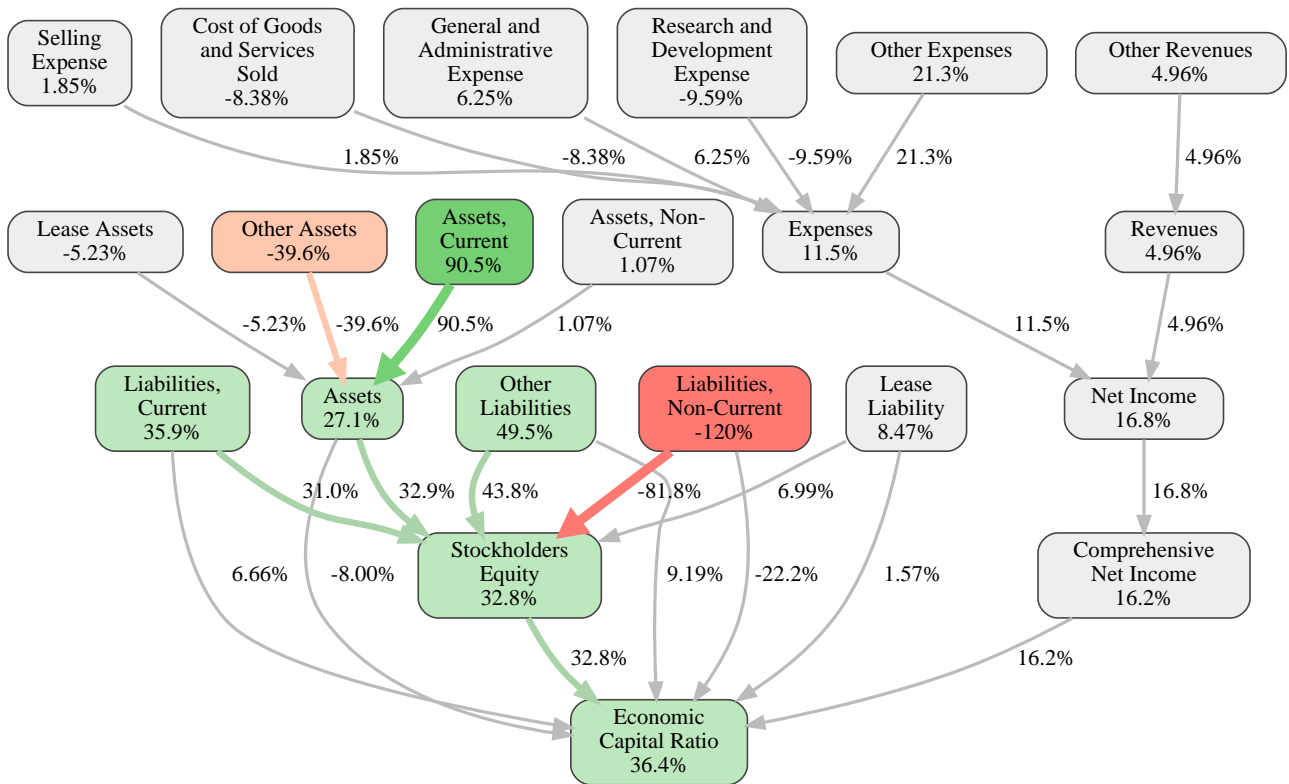 Selling
Expense
1.85%
Cost of Goods
and Services
Sold
-8.38%
General and
Administrative
Expense
6.25%
Research and
Development
Expense
-9.59%
Other Expenses
21.3%
Other Revenues
4.96%
1.85%
-8.38%
6.25%
-9.59%
21.3%
4.96%
Lease Assets
-5.23%
Other Assets
-39.6%
Assets,
Current
90.5%
Assets, Non-
Current
1.07%
Expenses
11.5%
Revenues
4.96%
-5.23%
-39.6%
90.5%
1.07%
11.5%
4.96%
Liabilities,
Current
35.9%
Assets
27.1%
Other
Liabilities
49.5%
Liabilities,
Non-Current
-120%
Lease
Liability
8.47%
Net Income
16.8%
31.0%
32.9%
43.8%
-81.8%
6.99%
16.8%
Stockholders
Equity
32.8%
Comprehensive
Net Income
16.2%
6.66%
-8.00%
9.19%
-22.2%
1.57%
32.8%
16.2%
Economic
Capital Ratio
36.4%